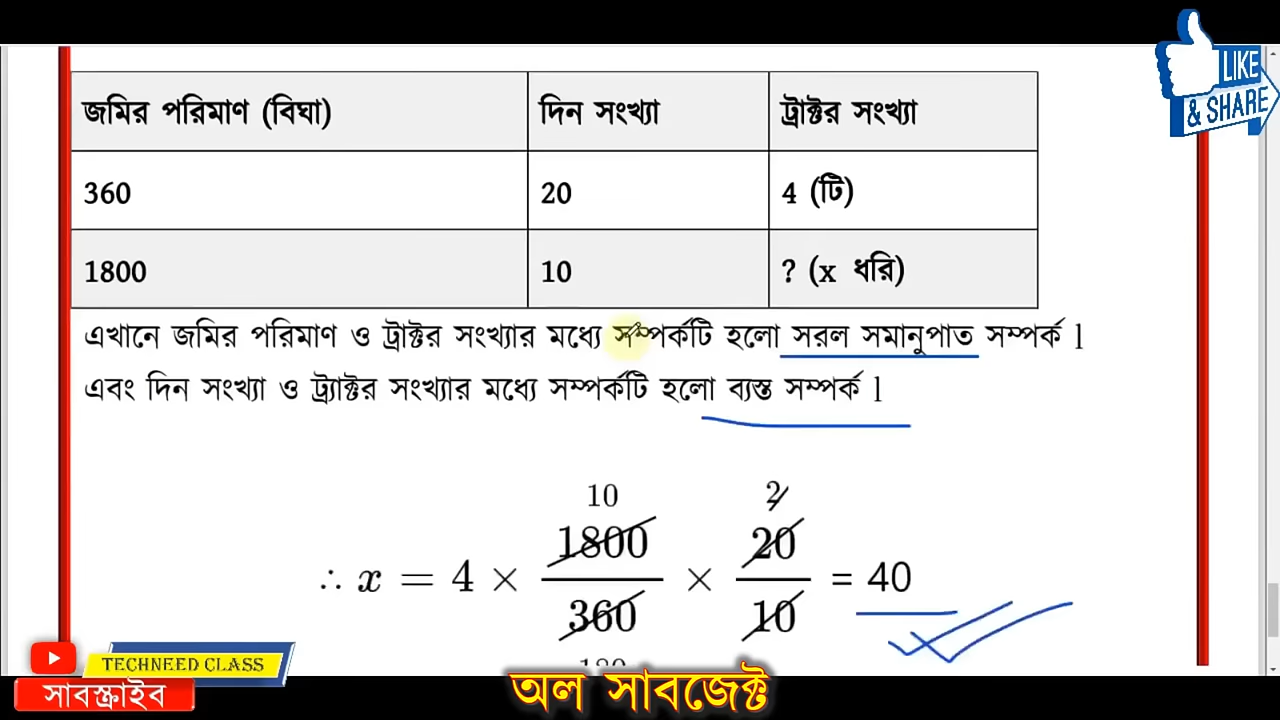 LIKE
& SHARE
জমির পরিমাণ (বিঘা) দিন সংখ্যা ট্রাক্টর সংখ্যা
360 20 4 (টি)
1800 10 ? (x ধরি)
এখানে জমির পরিমাণ ও ট্রাক্টর সংখ্যার মধ্যে সম্পর্কটি হলো সরল সমানুপাত সম্পর্ক l
এবং দিন সংখ্যা ও ট্র্যাক্টর সংখ্যার মধ্যে সম্পর্কটি হলো ব্যস্ত সম্পর্ক l
10 2
1800 20
∴ x = 4 × × = 40
360 10
TECHNEED CLASS
সাবস্ক্রাইব
অল সাবজেক্ট